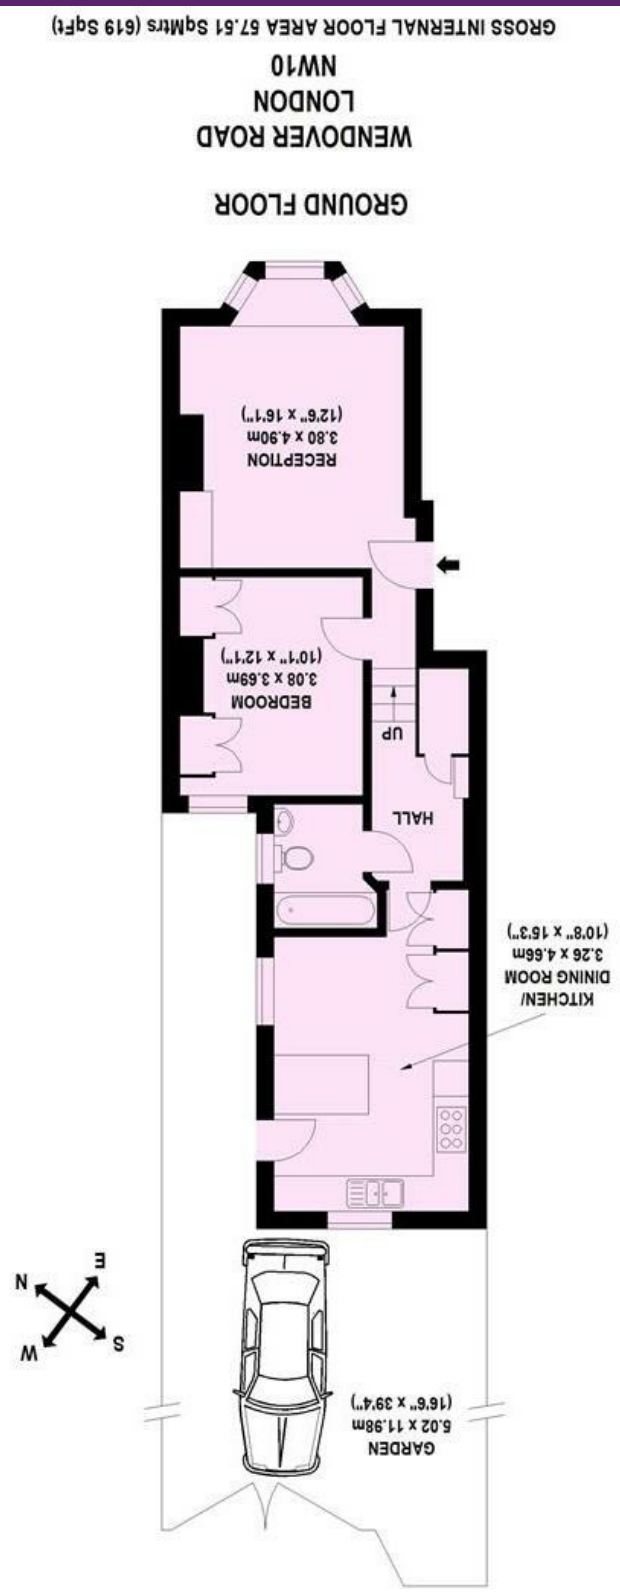 GARDEN
5.02 x 11.98m
(16'6" x 39'4")
W
S
N
E
KITCHEN/
DINING ROOM
3.26 x 4.66m
(10'8" x 15'3")
HALL
UP
BEDROOM
3.08 x 3.69m
(10'1" x 12'1")
RECEPTION
3.80 x 4.90m
(12'6" x 16'1")
GROUND FLOOR
WENDOVER ROAD
LONDON
NW10
GROSS INTERNAL FLOOR AREA 57.51 SqMtrs (619 SqFt)